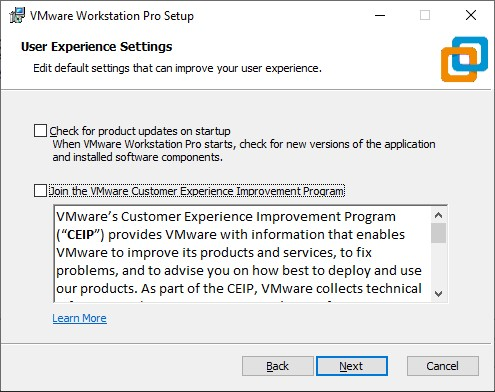 VMware Workstation Pro Setup
User Experience Settings
Edit default settings that can improve your user experience.
Check for product updates on startup
When VMware Workstation Pro starts, check for new versions of the application
and installed software components.
Join the VMware Customer Experience Improvement Program
VMware's Customer Experience Improvement Program
("CEIP") provides VMware with information that enables
VMware to improve its products and services, to fix
problems, and to advise you on how best to deploy and use
our products. As part of the CEIP, VMware collects technical
Learn More
Back
Next
Cancel